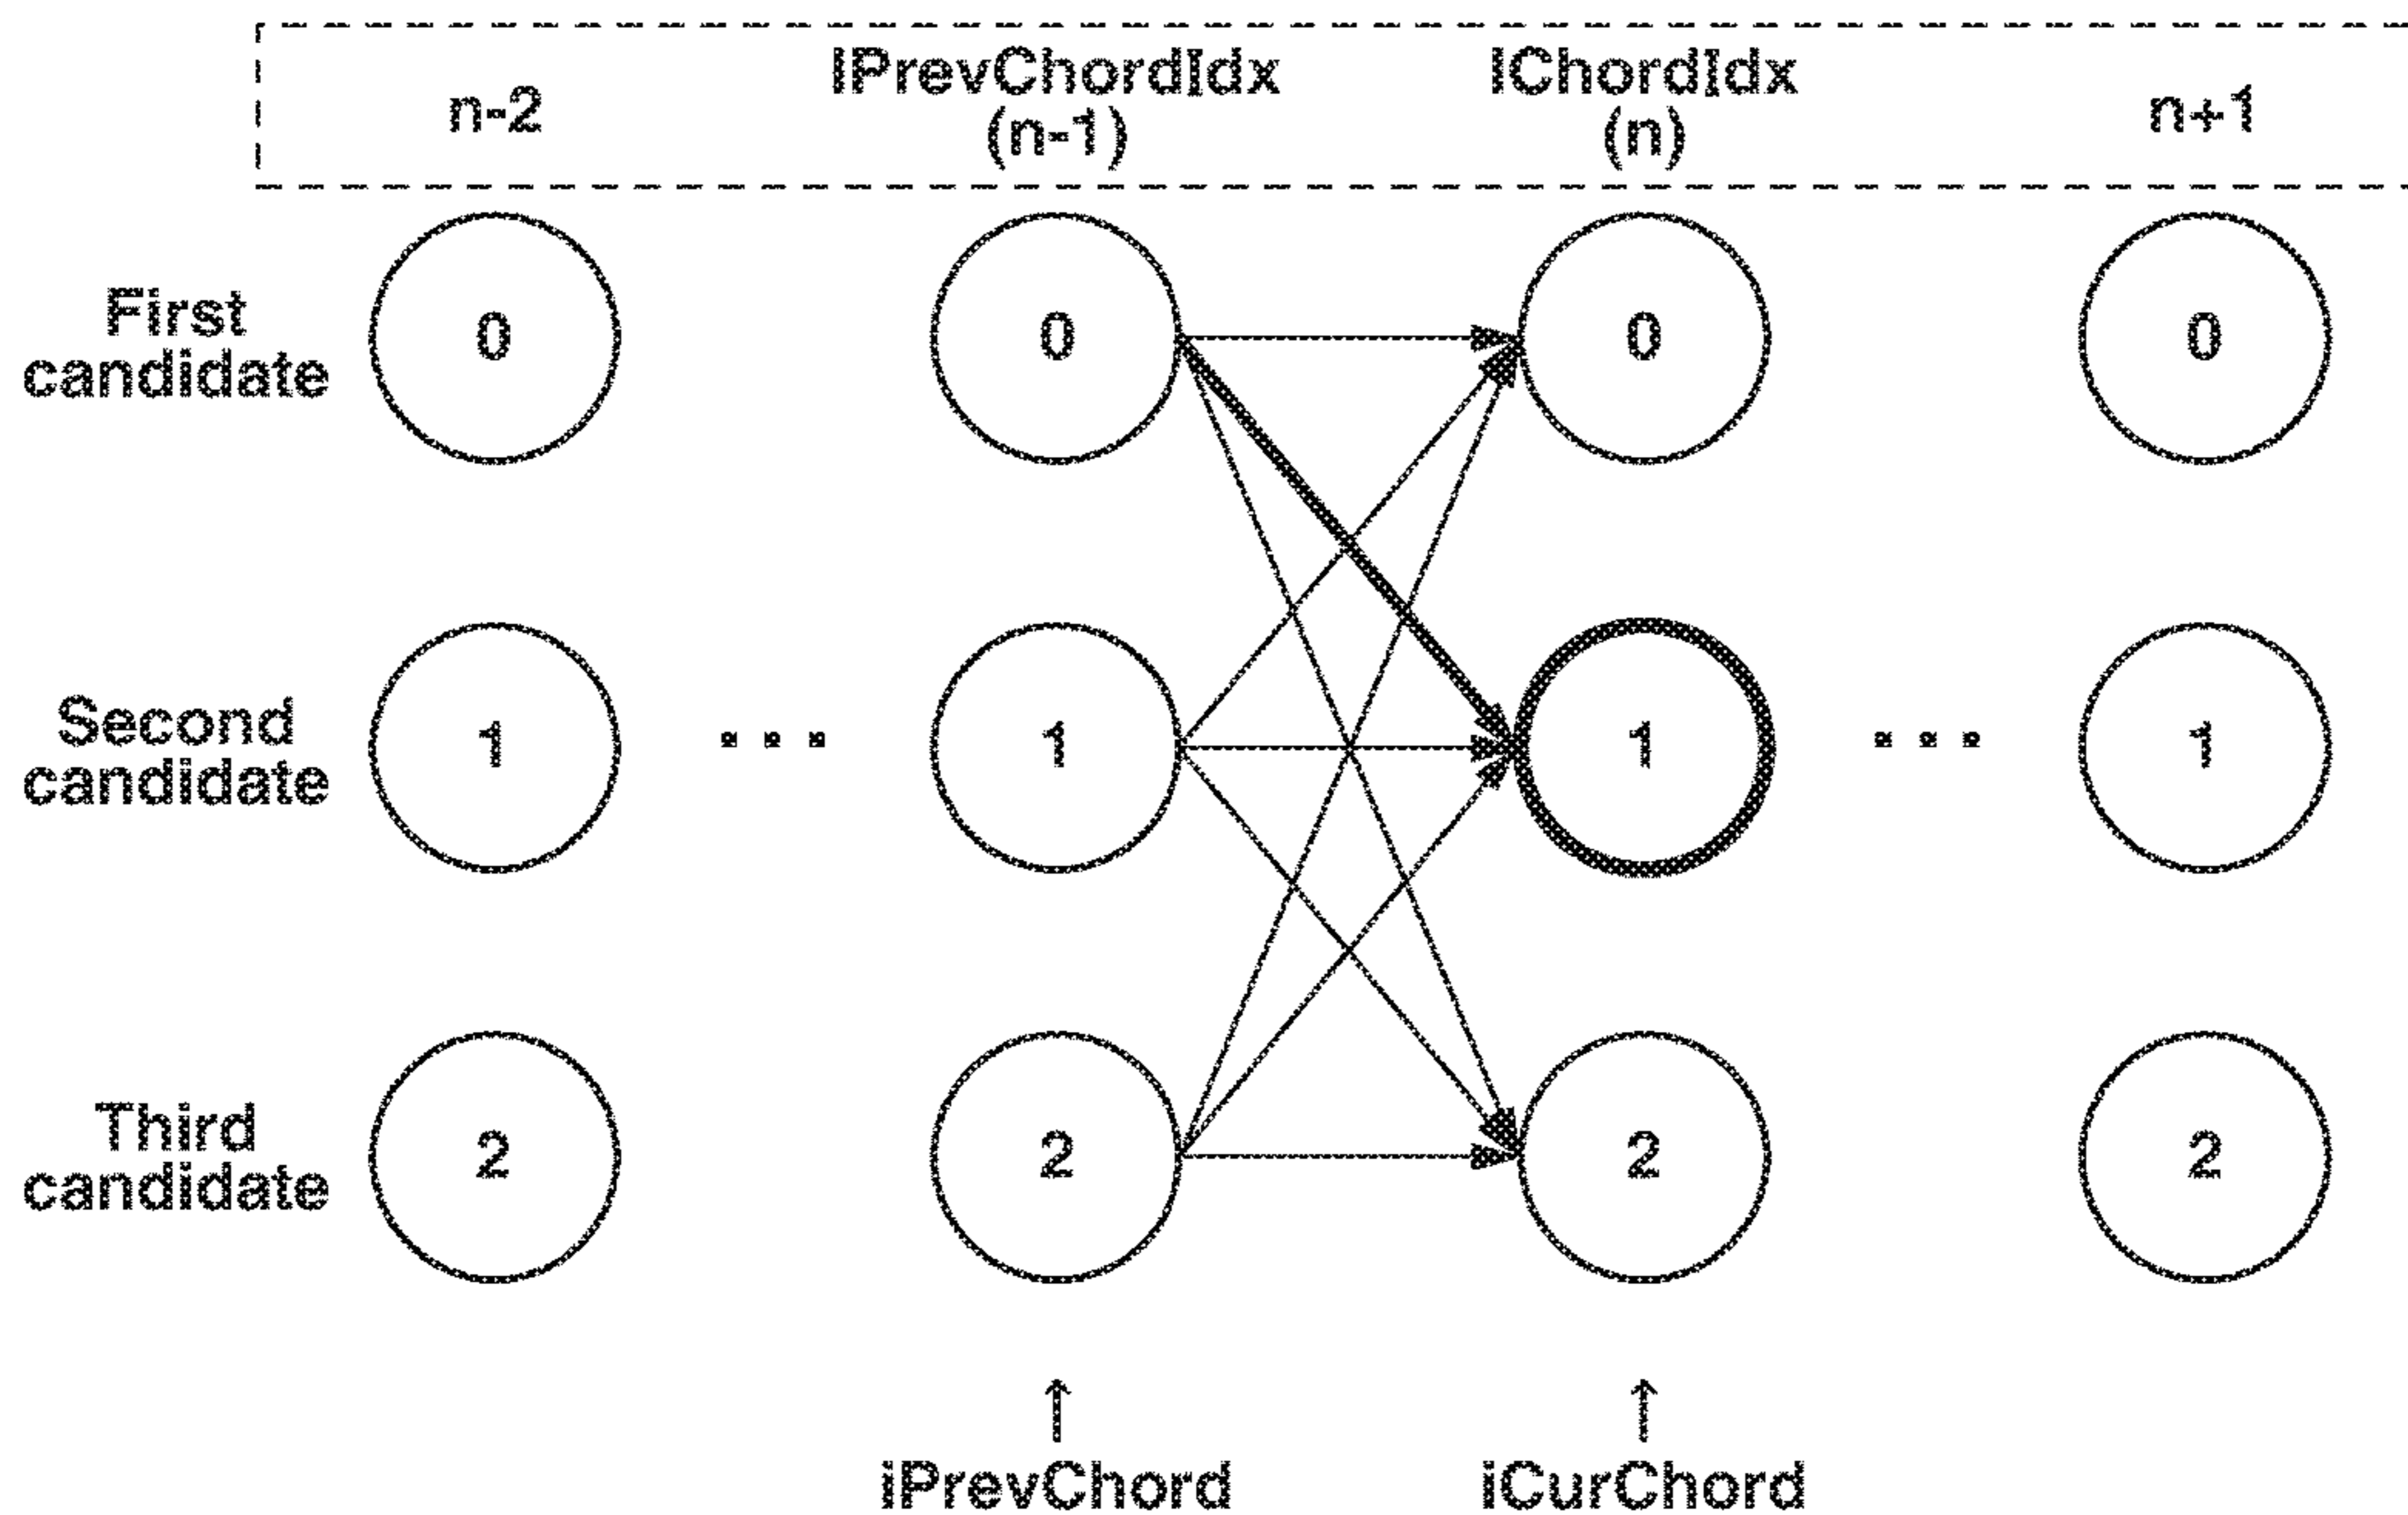 n-2
lPrevChordIdx
(n-1)
lChordIdx
(n)
n+1
First
candidate
0
0
0
0
Second
candidate
1
...
1
1
...
1
Third
candidate
2
2
2
2
↑
↑
iPrevChord
iCurChord